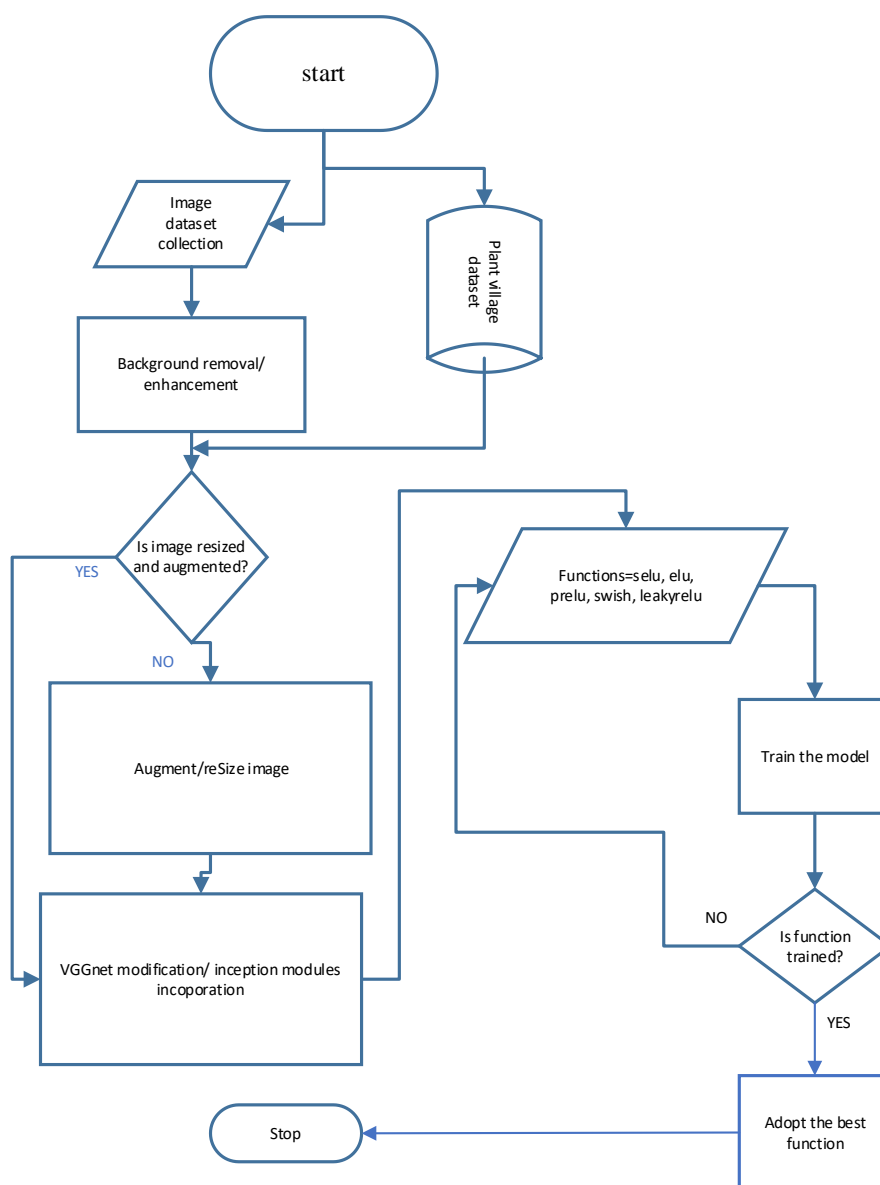 start
Image
dataset
collection
Plant village
dataset
Background removal/
enhancement
Is image resized
and augmented?
YES
NO
Augment/reSize image
VGGnet modification/ inception modules
incoporation
Functions=selu, elu,
prelu, swish, leakyrelu
Train the model
Is function
trained?
NO
YES
Adopt the best
function
Stop